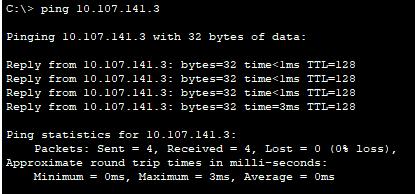 C:\> ping 10.107.141.3
Pinging 10.107.141.3 with 32 bytes of data:
Reply from 10.107.141.3: bytes=32 time<1ms TTL=128
Reply from 10.107.141.3: bytes=32 time<1ms TTL=128
Reply from 10.107.141.3: bytes=32 time<1ms TTL=128
Reply from 10.107.141.3: bytes=32 time=3ms TTL=128
Ping statistics for 10.107.141.3:
    Packets: Sent = 4, Received = 4, Lost = 0 (0% loss),
Approximate round trip times in milli-seconds:
    Minimum = 0ms, Maximum = 3ms, Average = 0ms